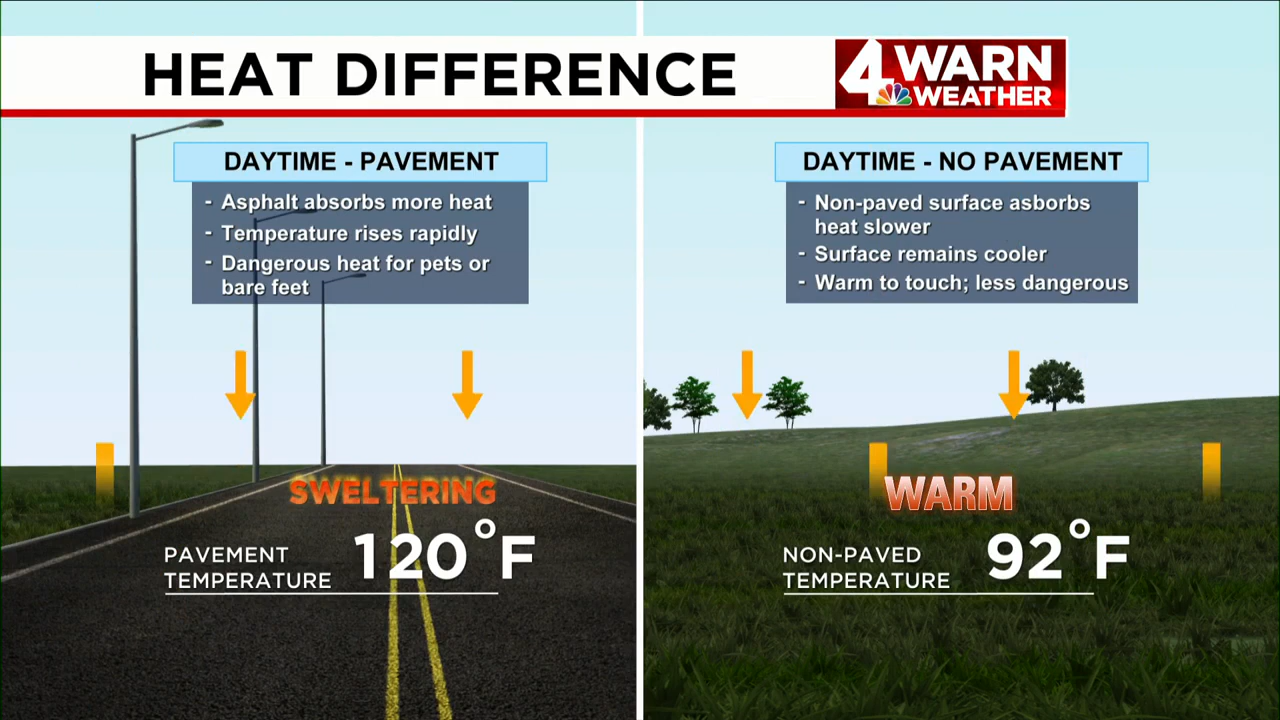 HEAT DIFFERENCE
4 WARN
WEATHER
DAYTIME - PAVEMENT
- Asphalt absorbs more heat
- Temperature rises rapidly
- Dangerous heat for pets or
bare feet
SWELTERING
PAVEMENT
TEMPERATURE
120°F
DAYTIME - NO PAVEMENT
- Non-paved surface asborbs
heat slower
- Surface remains cooler
- Warm to touch; less dangerous
WARM
NON-PAVED
TEMPERATURE
92°F